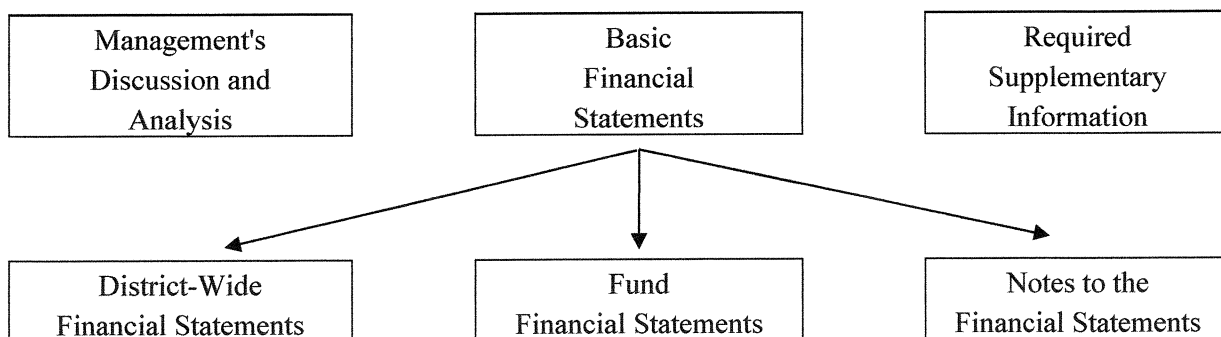 Management's
Discussion and
Analysis
Basic
Financial
Statements
Required
Supplementary
Information
District-Wide
Financial Statements
Fund
Financial Statements
Notes to the
Financial Statements